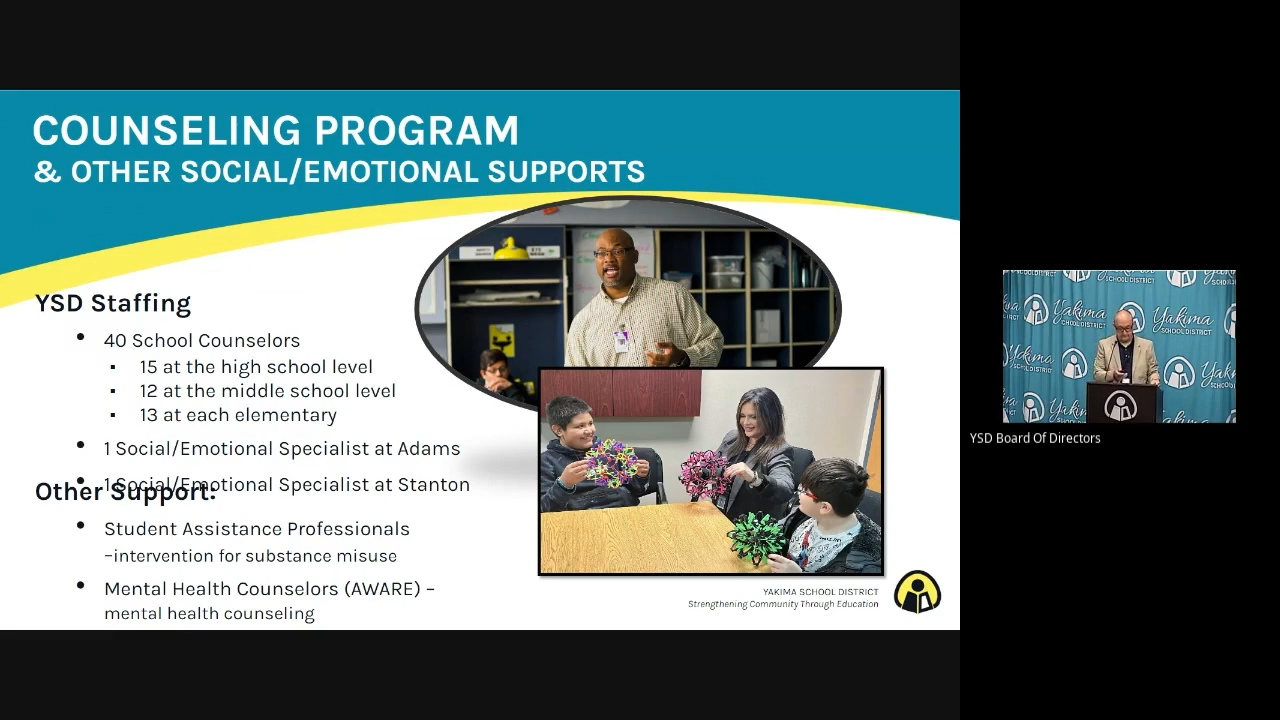 COUNSELING PROGRAM
& OTHER SOCIAL/EMOTIONAL SUPPORTS
YSD Staffing
• 40 School Counselors
▪ 15 at the high school level
▪ 12 at the middle school level
▪ 13 at each elementary
• 1 Social/Emotional Specialist at Adams
• 1 Social/Emotional Specialist at Stanton
Other Support:
• Student Assistance Professionals
–intervention for substance misuse
• Mental Health Counselors (AWARE) –
mental health counseling
YAKIMA SCHOOL DISTRICT
Strengthening Community Through Education
Yakima
SCHOOL DISTRICT
YSD Board Of Directors